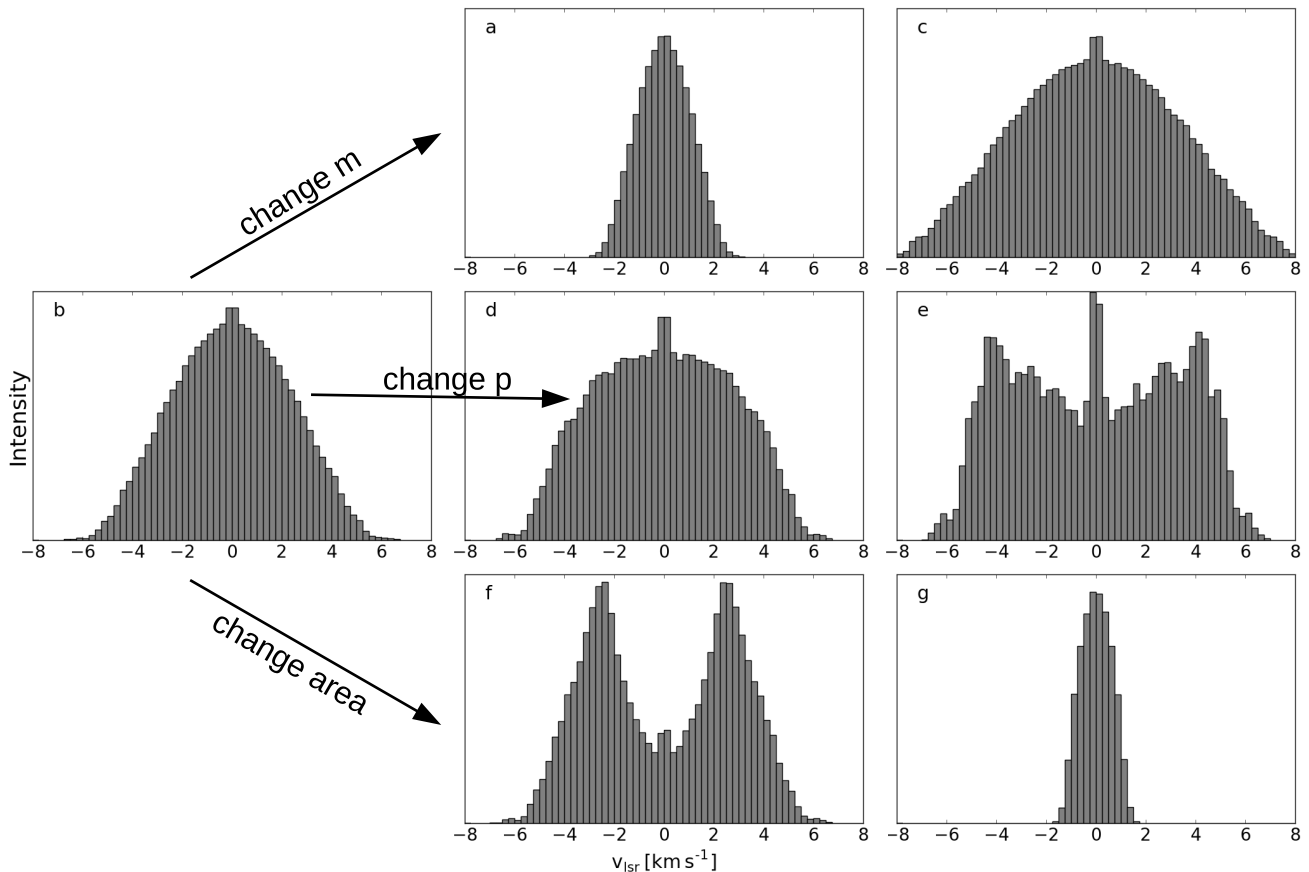 a
c
change m
−8 −6 −4 −2 0 2 4 6 8
−8 −6 −4 −2 0 2 4 6 8
b
d
e
change p
Intensity
−8 −6 −4 −2 0 2 4 6 8
−8 −6 −4 −2 0 2 4 6 8
−8 −6 −4 −2 0 2 4 6 8
f
g
change area
−8 −6 −4 −2 0 2 4 6 8
−8 −6 −4 −2 0 2 4 6 8
v_lsr [km s^-1]